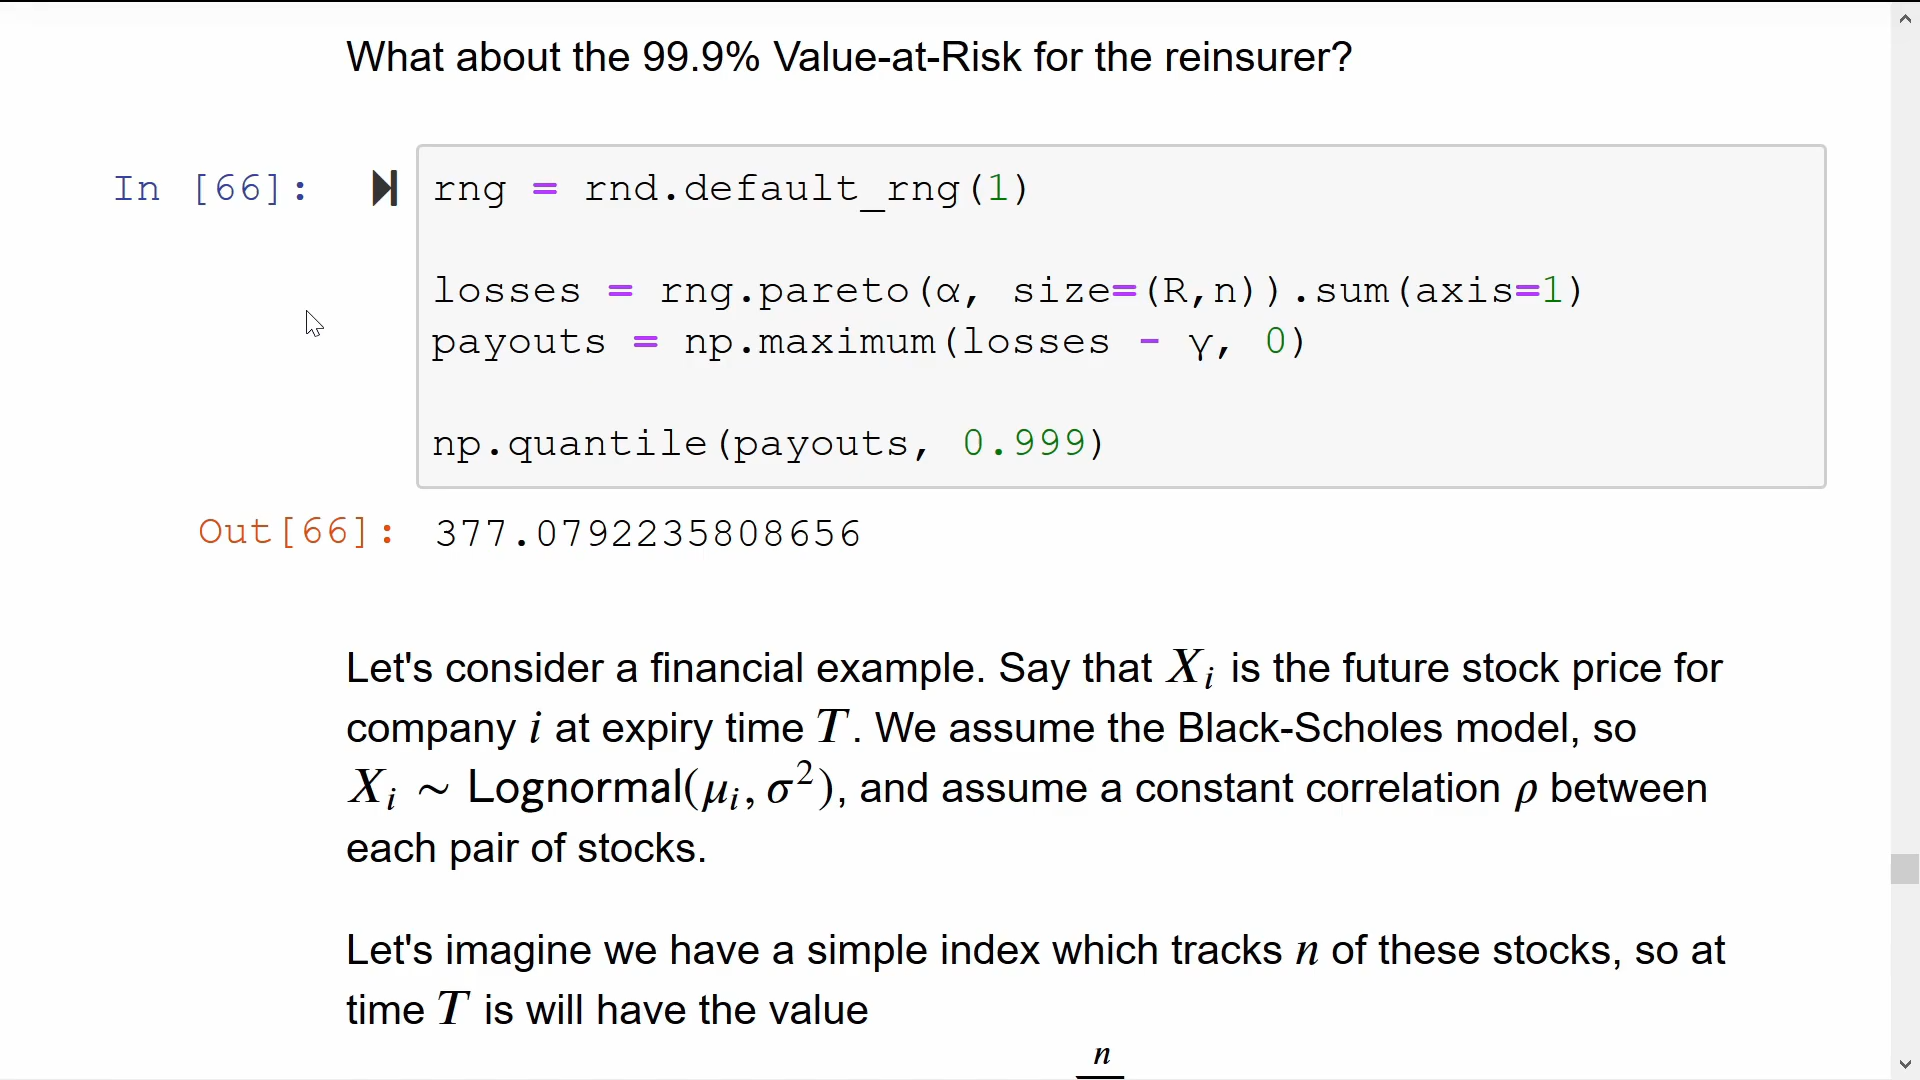 What about the 99.9% Value-at-Risk for the reinsurer?
In [66]:
rng = rnd.default_rng(1)
losses = rng.pareto(α, size=(R,n)).sum(axis=1)
payouts = np.maximum(losses - γ, 0)
np.quantile(payouts, 0.999)
Out[66]: 377.0792235808656
Let's consider a financial example. Say that Xᵢ is the future stock price for
company i at expiry time T. We assume the Black-Scholes model, so
Xᵢ ∼ Lognormal(μᵢ, σ²), and assume a constant correlation ρ between
each pair of stocks.
Let's imagine we have a simple index which tracks n of these stocks, so at
time T is will have the value
n